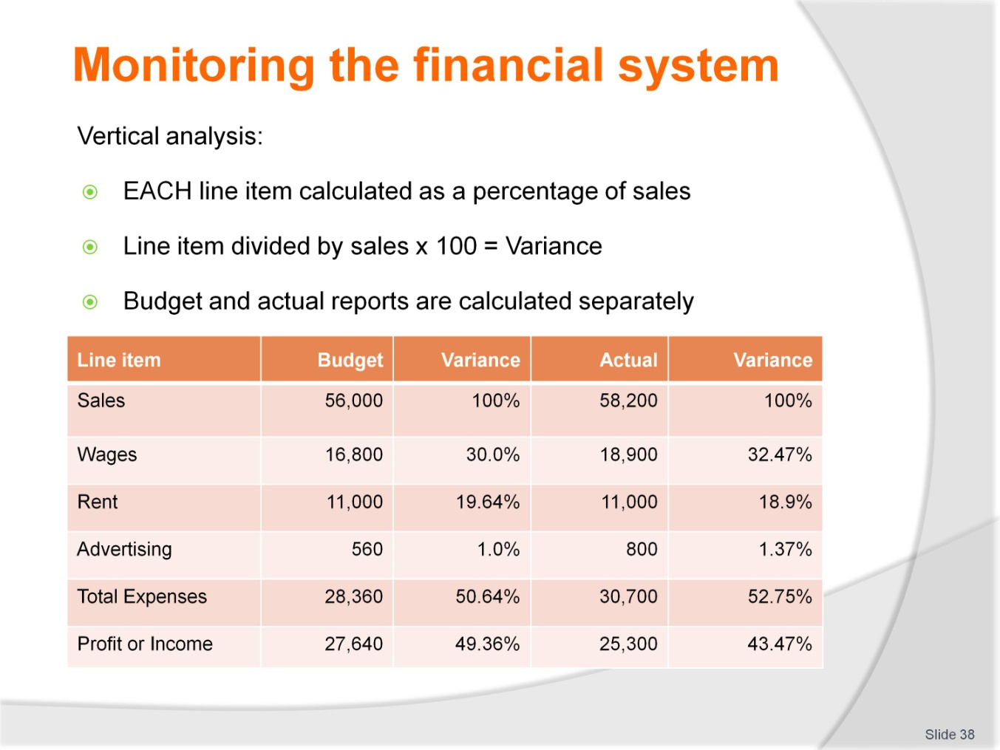 Monitoring the financial system
Vertical analysis:
EACH line item calculated as a percentage of sales
Line item divided by sales x 100 = Variance
Budget and actual reports are calculated separately
Line item Budget Variance Actual Variance
Sales 56,000 100% 58,200 100%
Wages 16,800 30.0% 18,900 32.47%
Rent 11,000 19.64% 11,000 18.9%
Advertising 560 1.0% 800 1.37%
Total Expenses 28,360 50.64% 30,700 52.75%
Profit or Income 27,640 49.36% 25,300 43.47%
Slide 38